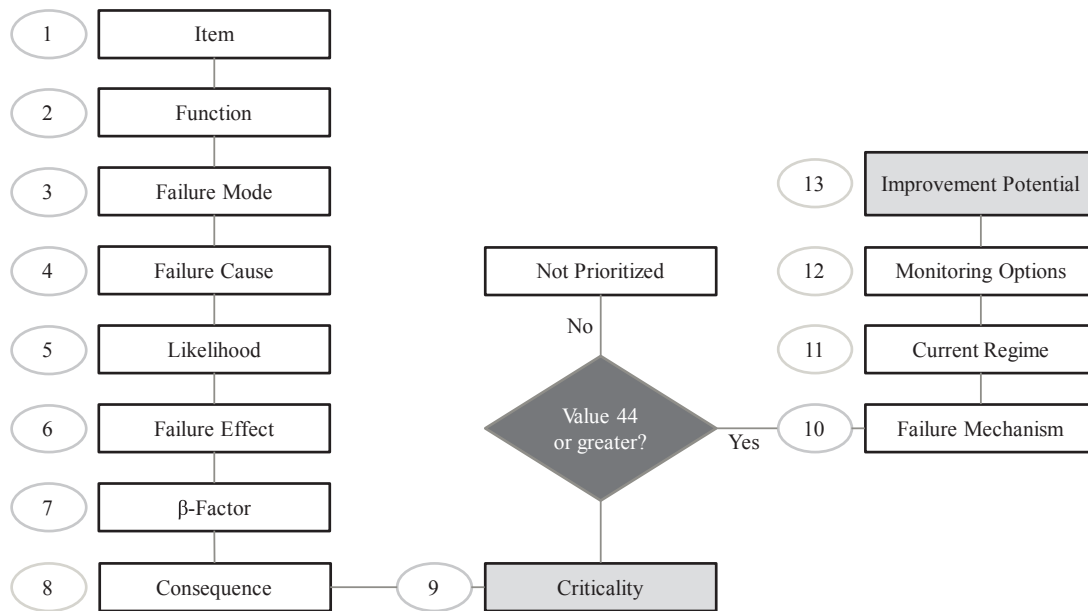 1
Item
2
Function
3
Failure Mode
4
Failure Cause
5
Likelihood
6
Failure Effect
7
β-Factor
8
Consequence
9
Criticality
Value 44
or greater?
No
Not Prioritized
Yes
10
Failure Mechanism
11
Current Regime
12
Monitoring Options
13
Improvement Potential